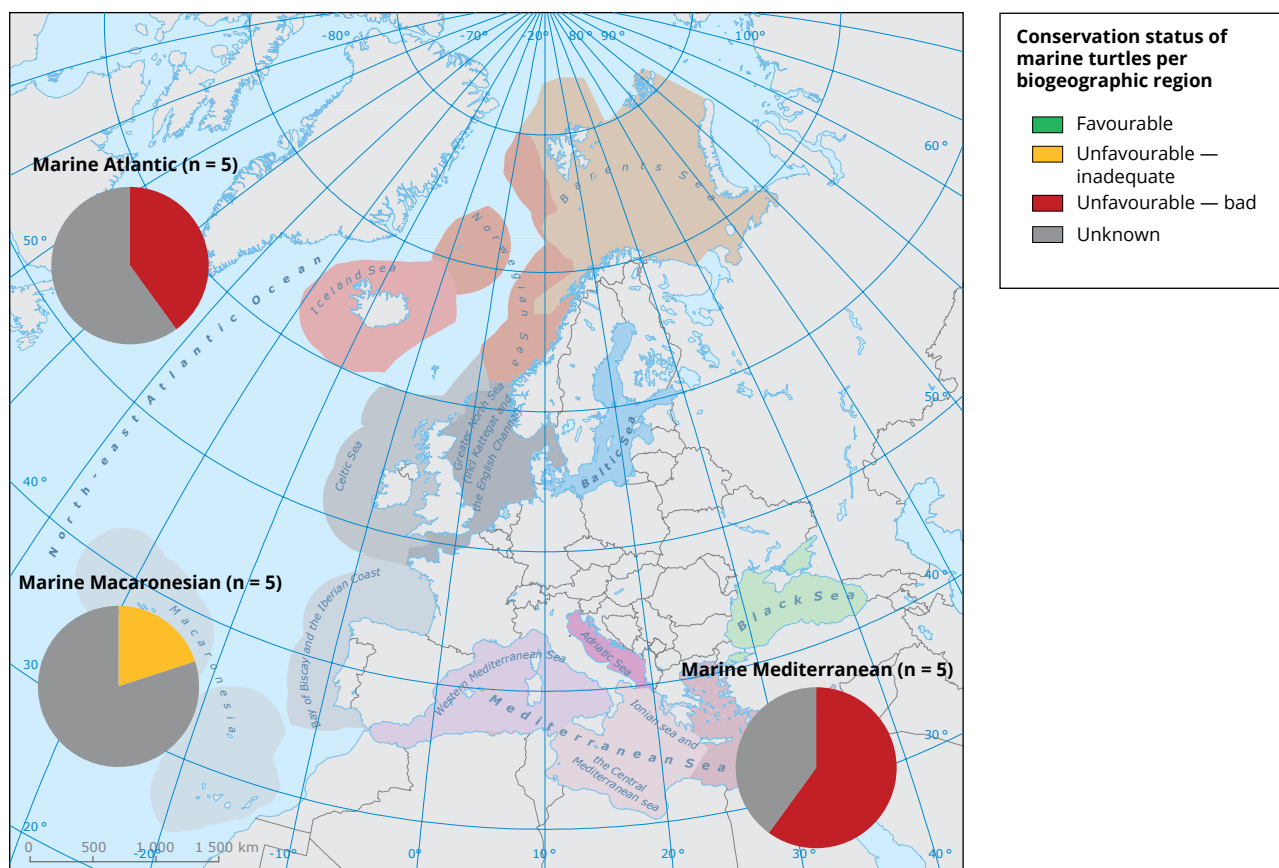 Conservation status of
marine turtles per
biogeographic region
Favourable
Unfavourable —
inadequate
Unfavourable — bad
Unknown
-80°
-70°
-20°
80°
90°
100°
60°
Marine Atlantic (n = 5)
50°
Barents Sea
Norwegian Sea
Iceland Sea
North-east Atlantic Ocean
50°
Celtic Sea
Greater North Sea
(incl Kattegat and
the English Channel)
Baltic Sea
40°
40°
Marine Macaronesian (n = 5)
Macaronesia
Bay of Biscay and the Iberian Coast
Black Sea
Adriatic Sea
Western Mediterranean Sea
Mediterranean Sea
Ionian sea and
the Central
Mediterranean sea
Marine Mediterranean (n = 5)
30
30°
20°
-20°
-10°
0°
10°
20°
30°
40°
0 500 1 000 1 500 km